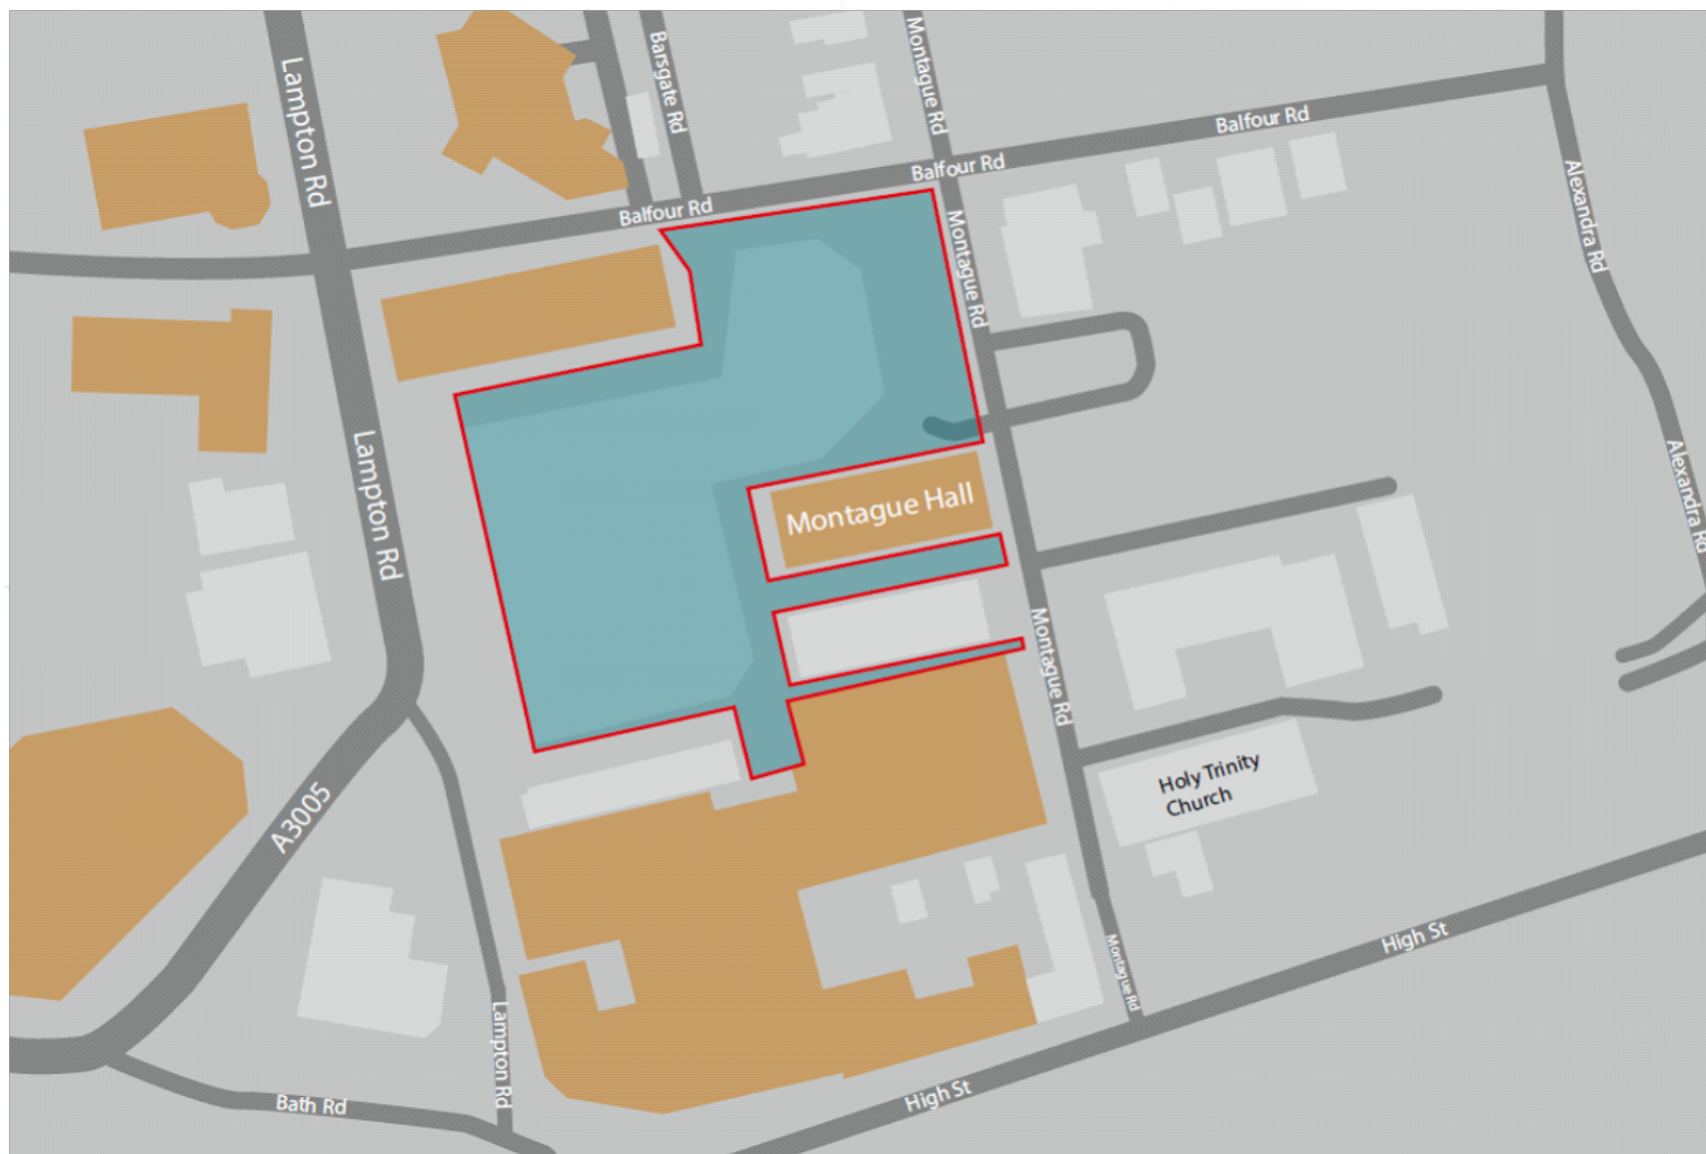 Lampton Rd
Barsgate Rd
Montague Rd
Balfour Rd
Balfour Rd
Balfour Rd
Alexandra Rd
Montague Rd
Lampton Rd
Montague Hall
Alexandra Rd
Montague Rd
Holy Trinity
Church
A3005
High St
Montague Rd
Lampton Rd
High St
Bath Rd